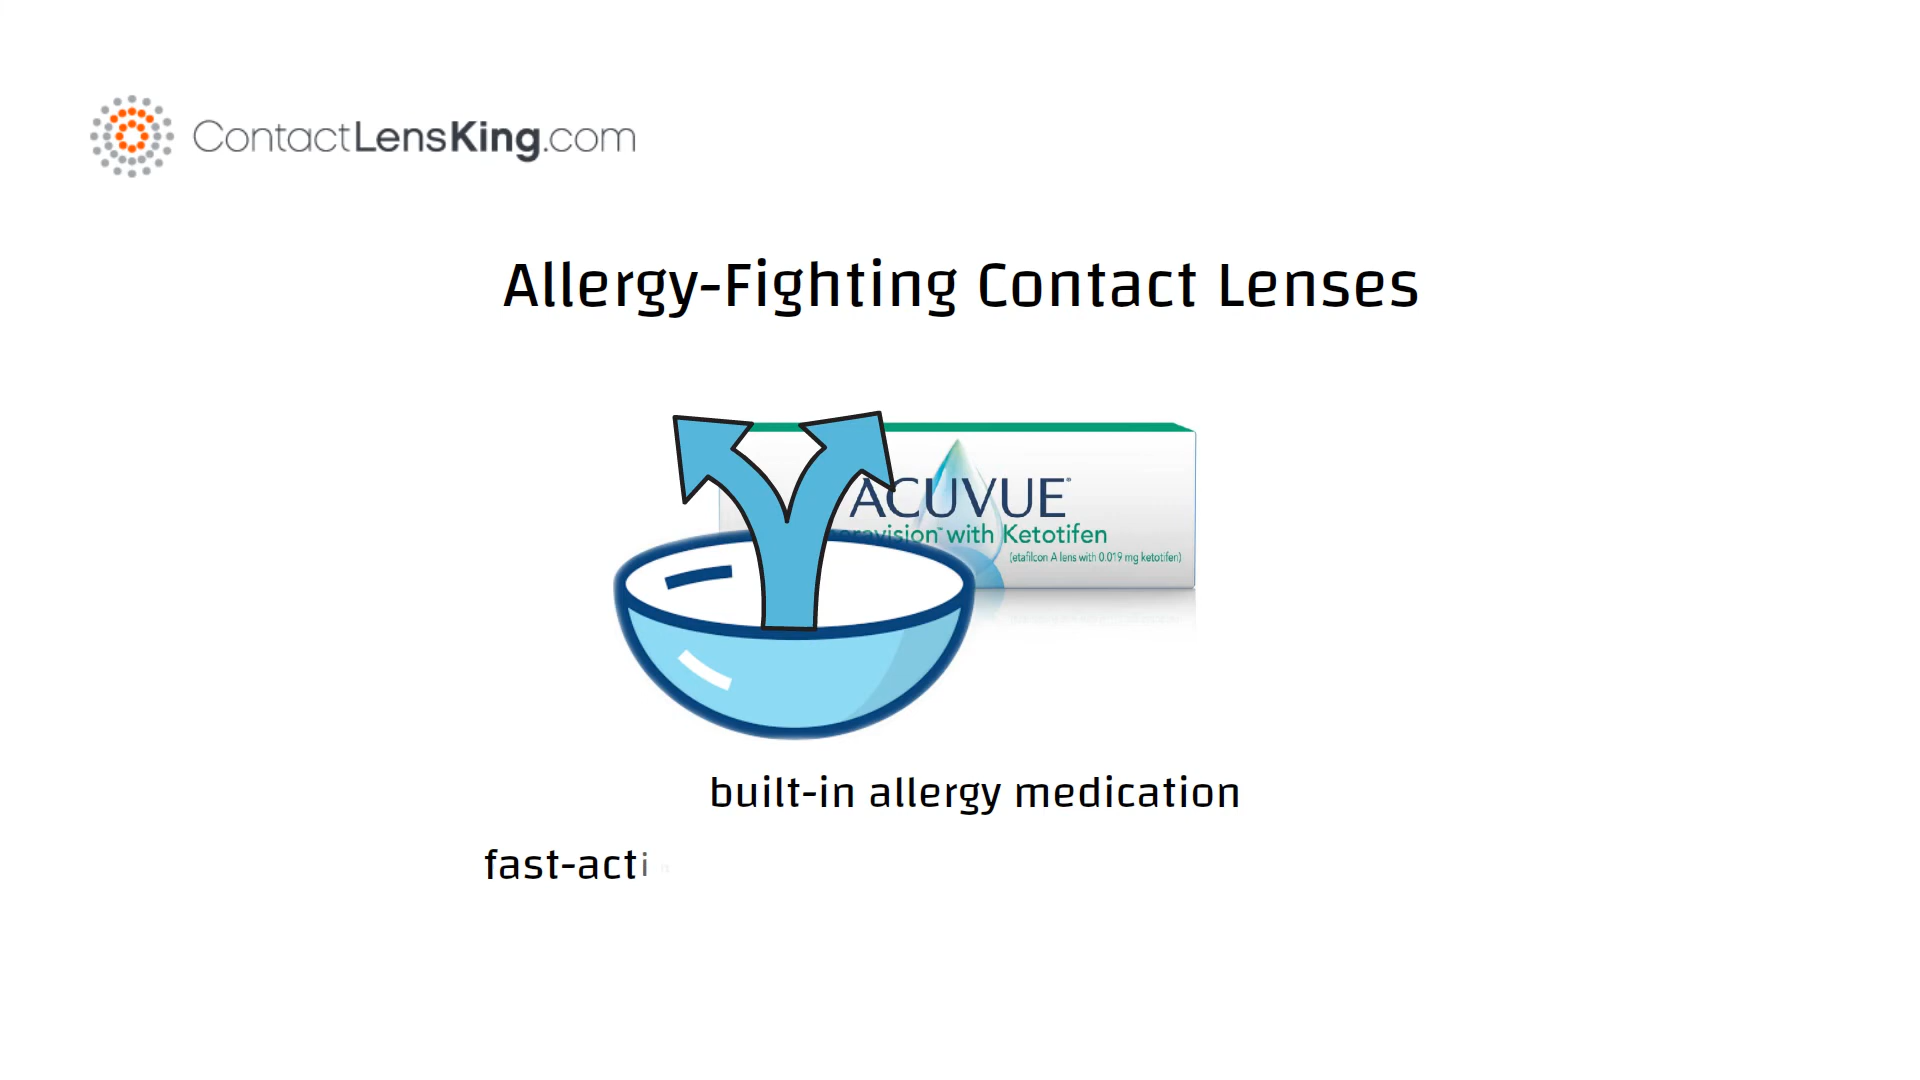 ContactLensKing.com
Allergy-Fighting Contact Lenses
ACUVUE
with Ketotifen
(etafilcon A lens with 0.019 mg ketotifen)
built-in allergy medication
fast-acti